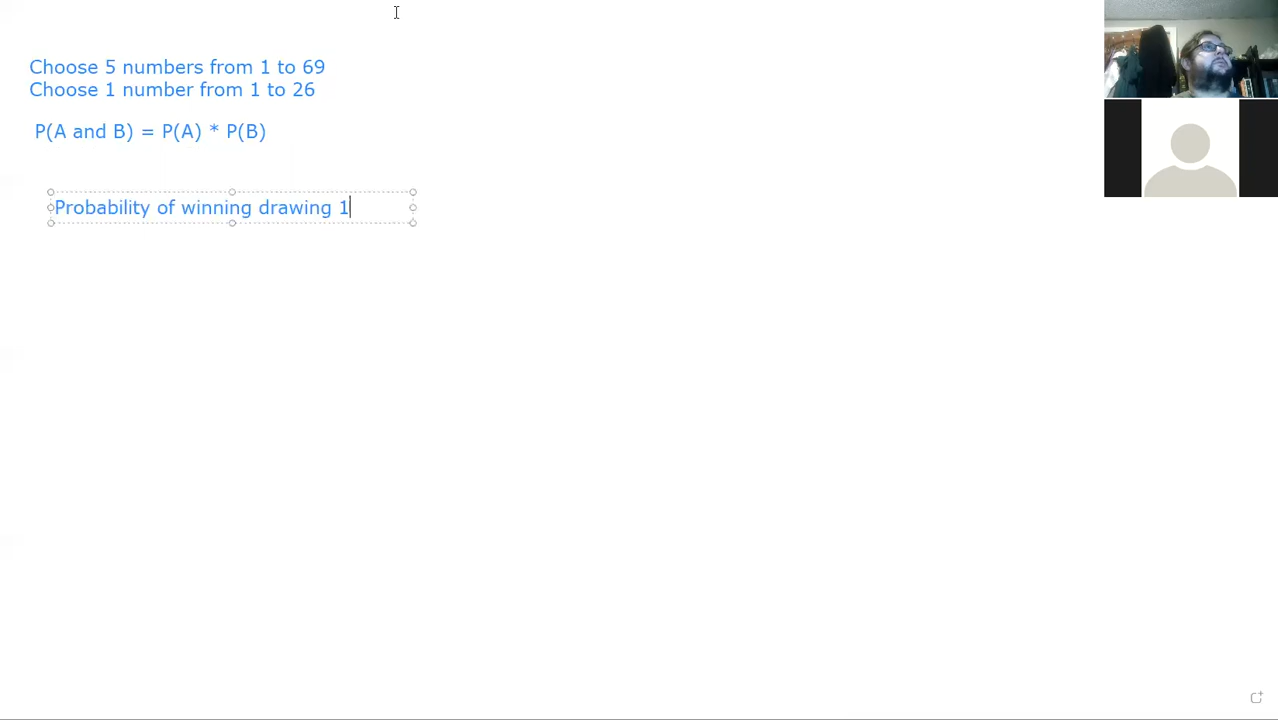 Choose 5 numbers from 1 to 69
Choose 1 number from 1 to 26
P(A and B) = P(A) * P(B)
Probability of winning drawing 1